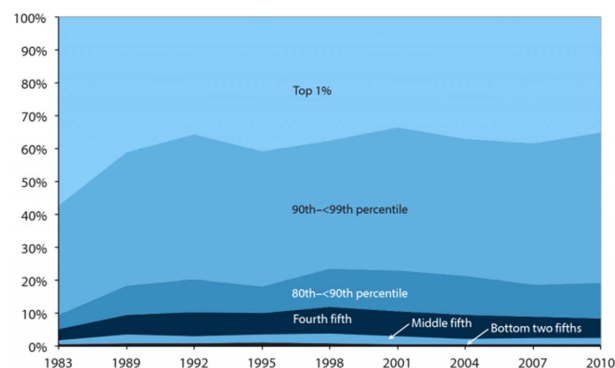 100%
90%
80%
70%
60%
50%
40%
30%
20%
10%
0%
Top 1%
90th–<99th percentile
80th–<90th percentile
Fourth fifth
Middle fifth
Bottom two fifths
1983 1989 1992 1995 1998 2001 2004 2007 2010